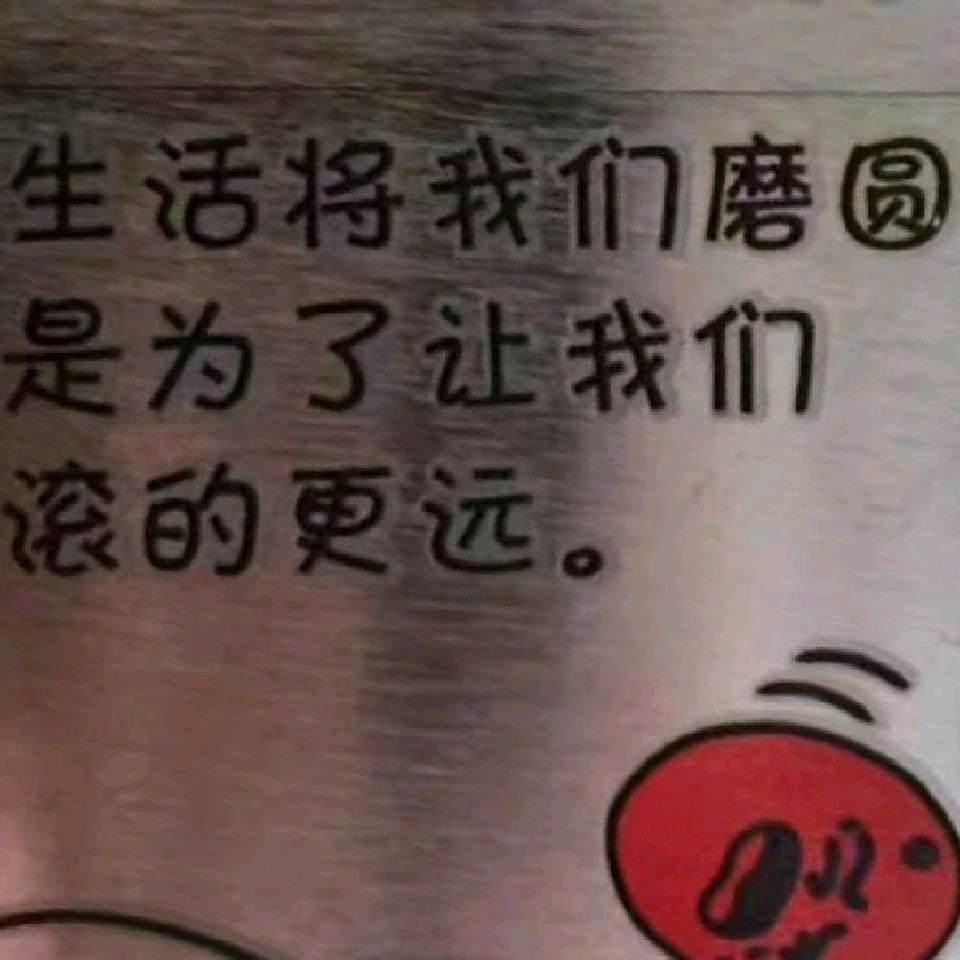 生活将我们磨圆
是为了让我们
滚的更远。